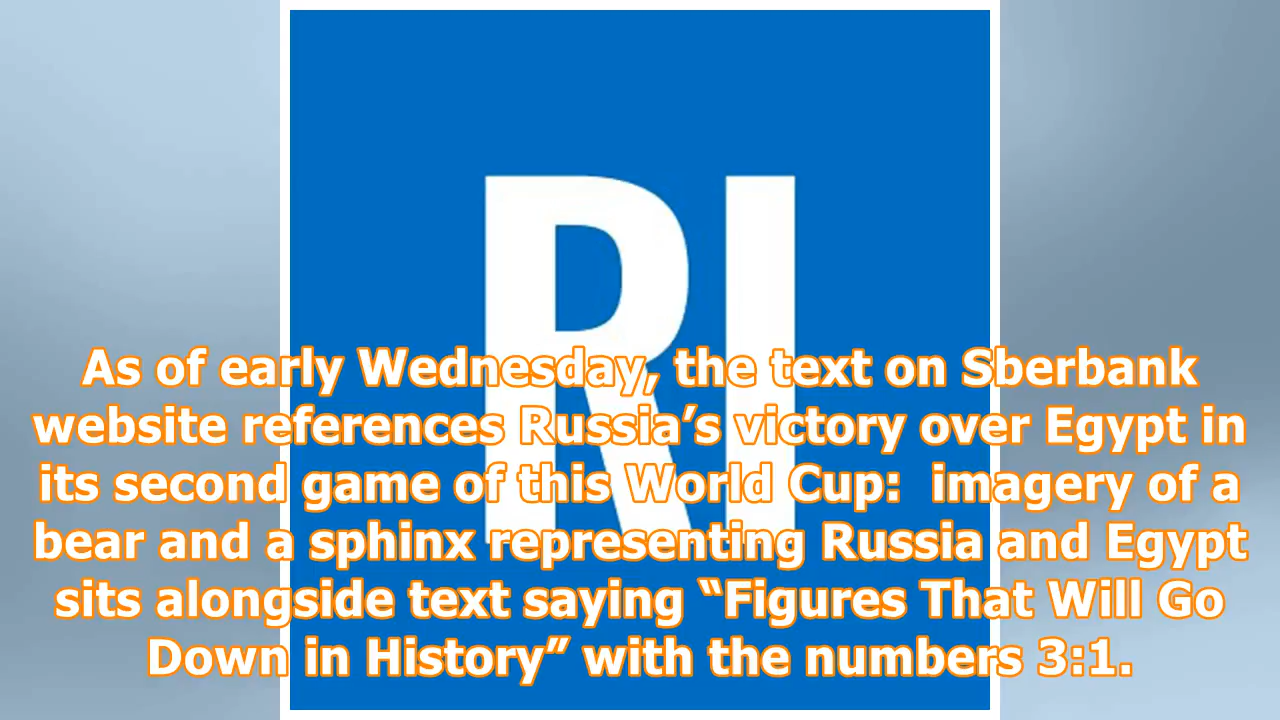 RI
As of early Wednesday, the text on Sberbank
website references Russia’s victory over Egypt in
its second game of this World Cup:  imagery of a
bear and a sphinx representing Russia and Egypt
sits alongside text saying “Figures That Will Go
Down in History” with the numbers 3:1.